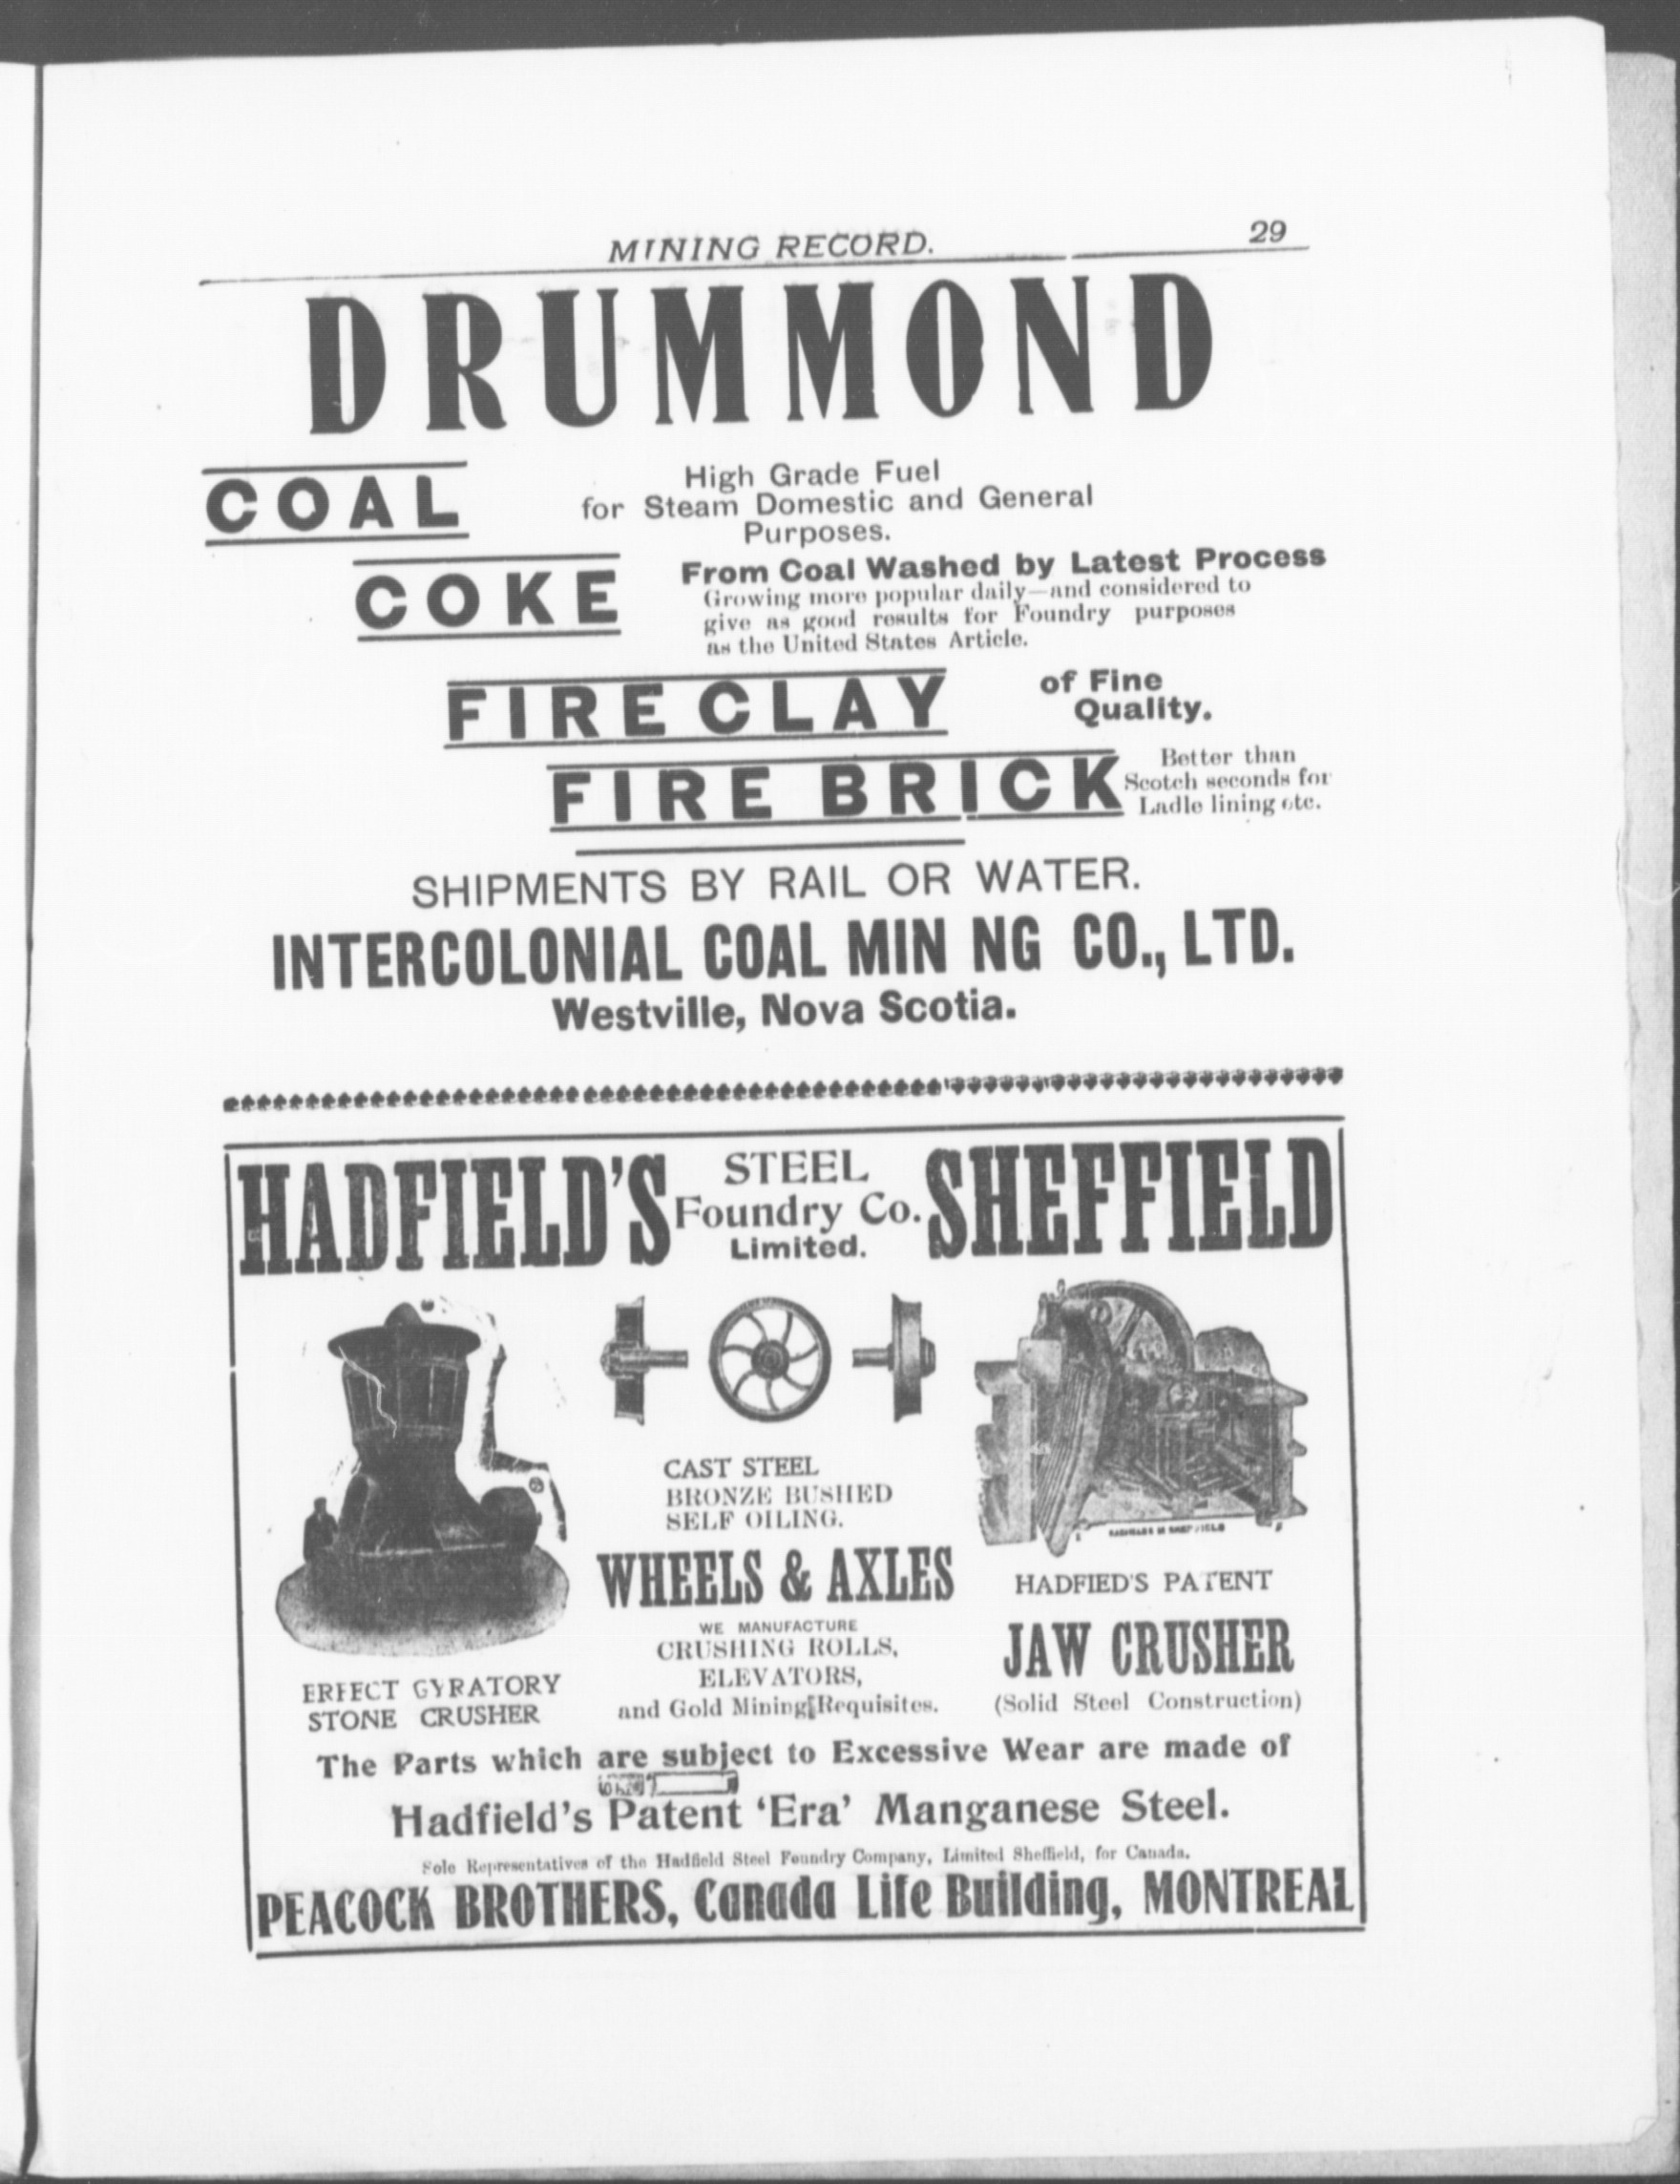 MINING RECORD. 29
DRUMMOND
COAL
High Grade Fuel
for Steam Domestic and General
Purposes.
COKE
From Coal Washed by Latest Process
Growing more popular daily—and considered to
give as good results for Foundry purposes
as the United States Article.
FIRE CLAY
of Fine
Quality.
FIRE BRICK
Better than
Scotch seconds for
Ladle lining etc.
SHIPMENTS BY RAIL OR WATER.
INTERCOLONIAL COAL MIN NG CO., LTD.
Westville, Nova Scotia.
HADFIELD'S
STEEL
Foundry Co.
Limited.
SHEFFIELD
ERFECT GYRATORY
STONE CRUSHER
CAST STEEL
BRONZE BUSHED
SELF OILING.
WHEELS & AXLES
WE MANUFACTURE
CRUSHING ROLLS,
ELEVATORS,
and Gold Mining Requisites.
HADFIED'S PATENT
JAW CRUSHER
(Solid Steel Construction)
The Parts which are subject to Excessive Wear are made of
Hadfield's Patent 'Era' Manganese Steel.
Sole Representatives of the Hadfield Steel Foundry Company, Limited Sheffield, for Canada.
PEACOCK BROTHERS, Canada Life Building, MONTREAL